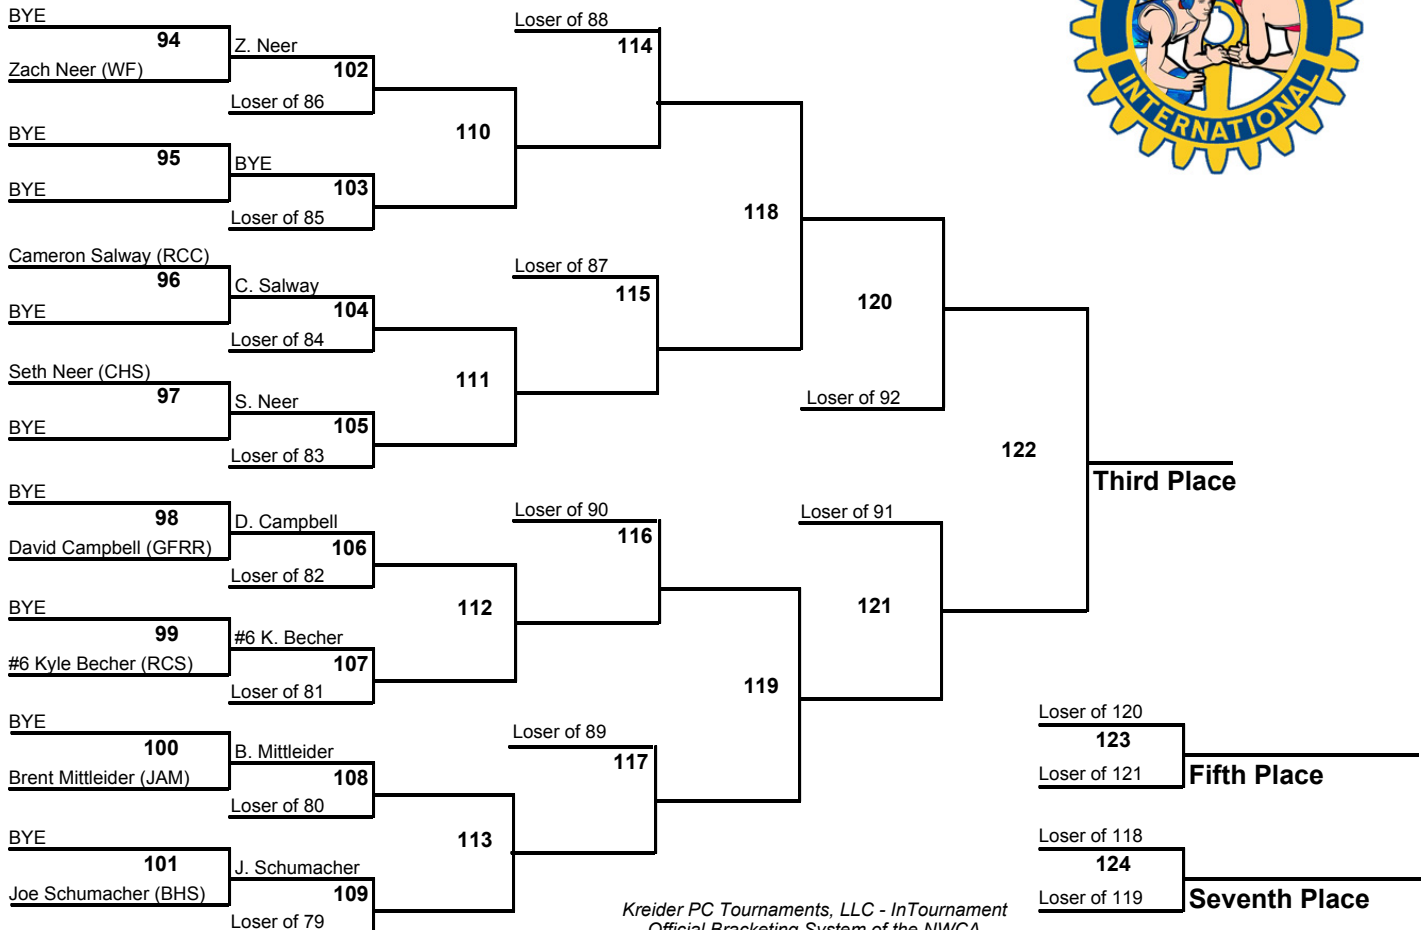 BYE
94
Zach Neer (WF)
Z. Neer
102
Loser of 86
BYE
95
BYE
BYE
103
Loser of 85
110
Cameron Salway (RCC)
96
BYE
C. Salway
104
Loser of 84
Seth Neer (CHS)
97
BYE
S. Neer
105
Loser of 83
111
BYE
98
David Campbell (GFRR)
D. Campbell
106
Loser of 82
BYE
99
#6 Kyle Becher (RCS)
#6 K. Becher
107
Loser of 81
112
BYE
100
Brent Mittleider (JAM)
B. Mittleider
108
Loser of 80
BYE
101
Joe Schumacher (BHS)
J. Schumacher
109
Loser of 79
113
Loser of 88
114
Loser of 87
115
118
Loser of 90
116
Loser of 89
117
119
120
Loser of 92
Loser of 91
121
122
Third Place
Loser of 120
123
Loser of 121
Fifth Place
Loser of 118
124
Loser of 119
Seventh Place
INTERNATIONAL
Kreider PC Tournaments, LLC - InTournament
Official Bracketing System of the NWCA